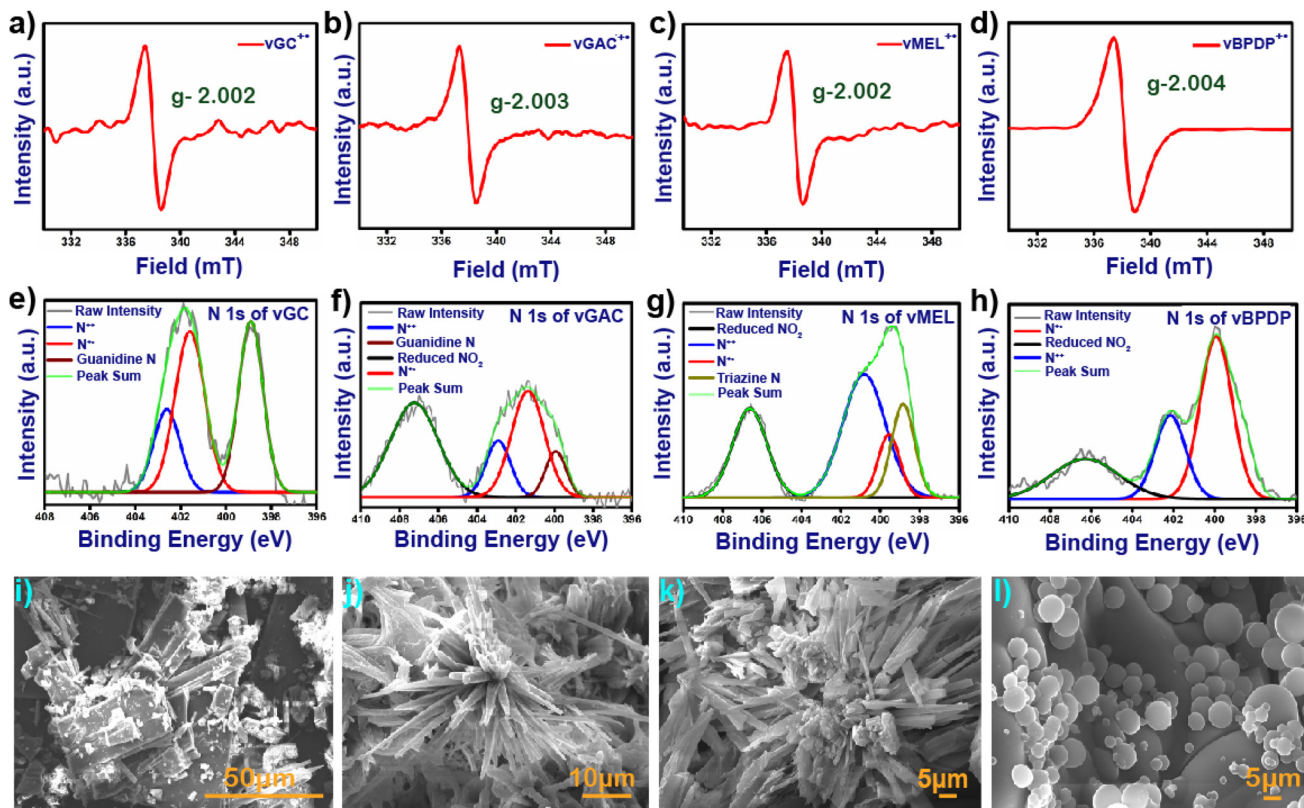 a)
vGC+•
g- 2.002
Intensity (a.u.)
332 336 340 344 348
Field (mT)
b)
vGAC+•
g-2.003
Intensity (a.u.)
332 336 340 344 348
Field (mT)
c)
vMEL+•
g-2.002
Intensity (a.u.)
332 336 340 344 348
Field (mT)
d)
vBPDP+•
g-2.004
Intensity (a.u.)
332 336 340 344 348
Field (mT)
e)
N 1s of vGC
Raw Intensity
N++
N+•
Guanidine N
Peak Sum
Intensity (a.u.)
408 406 404 402 400 398 396
Binding Energy (eV)
f)
N 1s of vGAC
Raw Intensity
N++
Guanidine N
Reduced NO2
N+•
Peak Sum
Intensity (a.u.)
410 408 406 404 402 400 398 396
Binding Energy (eV)
g)
N 1s of vMEL
Raw Intensity
Reduced NO2
N++
N+•
Triazine N
Peak Sum
Intensity (a.u.)
410 408 406 404 402 400 398 396
Binding Energy (eV)
h)
N 1s of vBPDP
Raw Intensity
N+•
Reduced NO2
N++
Peak Sum
Intensity (a.u.)
410 408 406 404 402 400 398 396
Binding Energy (eV)
i)
50µm
j)
10µm
k)
5µm
l)
5µm